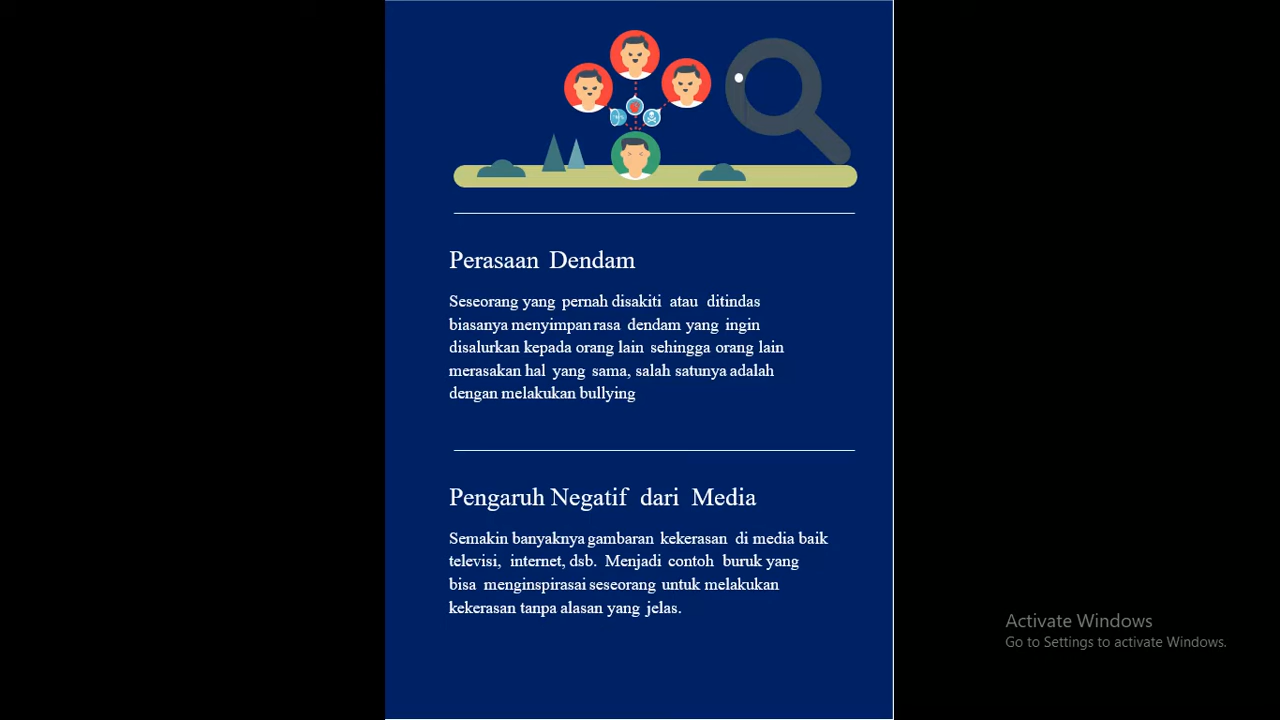 Perasaan Dendam
Seseorang yang pernah disakiti atau ditindas
biasanya menyimpan rasa dendam yang ingin
disalurkan kepada orang lain sehingga orang lain
merasakan hal yang sama, salah satunya adalah
dengan melakukan bullying
Pengaruh Negatif dari Media
Semakin banyaknya gambaran kekerasan di media baik
televisi, internet, dsb. Menjadi contoh buruk yang
bisa menginspirasai seseorang untuk melakukan
kekerasan tanpa alasan yang jelas.
Activate Windows
Go to Settings to activate Windows.